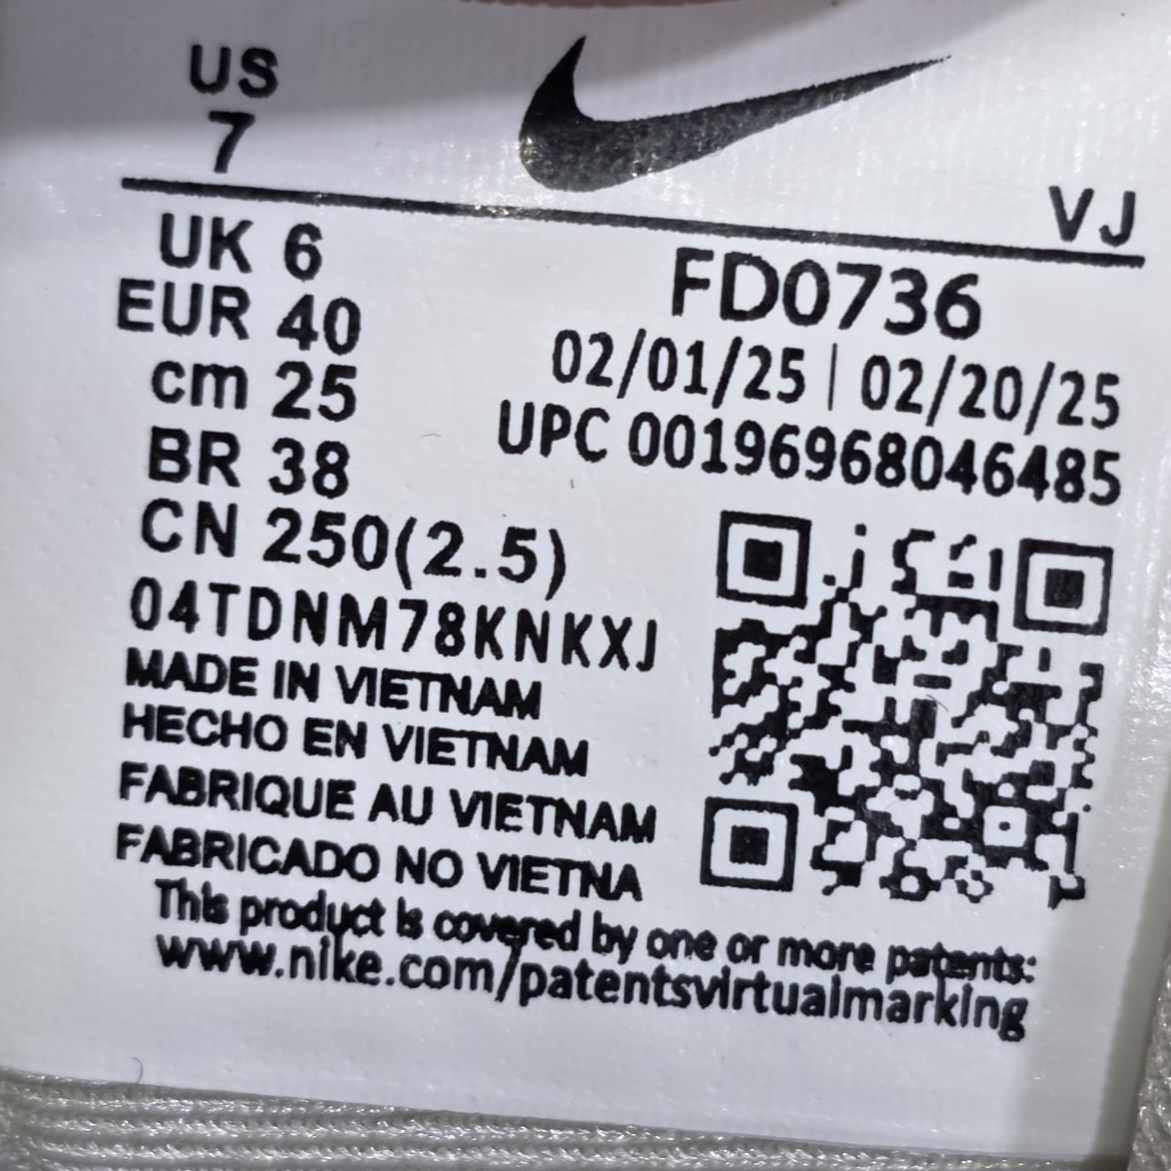 US
7
VJ
UK 6
EUR 40
cm 25
BR 38
CN 250(2.5)
FD0736
02/01/25 | 02/20/25
UPC 00196968046485
04TDNM78KNKXJ
MADE IN VIETNAM
HECHO EN VIETNAM
FABRIQUE AU VIETNAM
FABRICADO NO VIETNA
This product is covered by one or more patents:
www.nike.com/patentsvirtualmarking